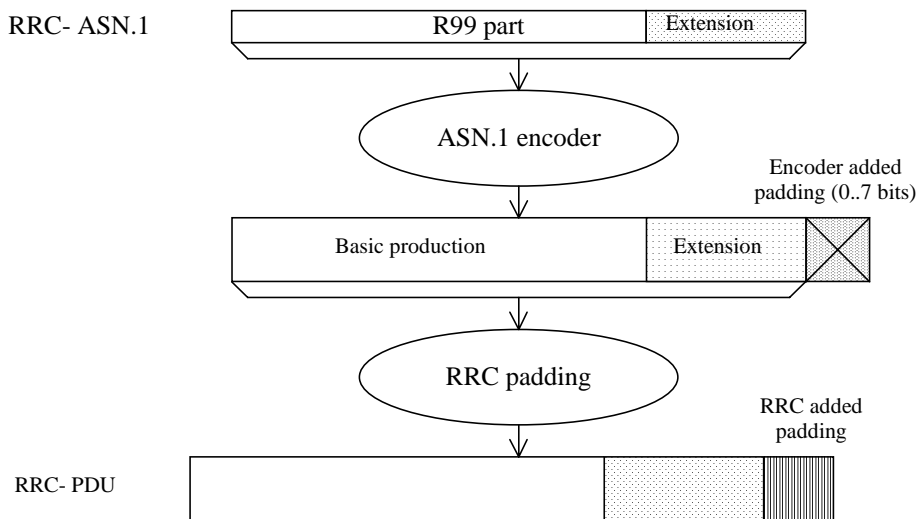 RRC- ASN.1
R99 part
Extension
ASN.1 encoder
Encoder added
padding (0..7 bits)
Basic production
Extension
RRC padding
RRC added
padding
RRC- PDU